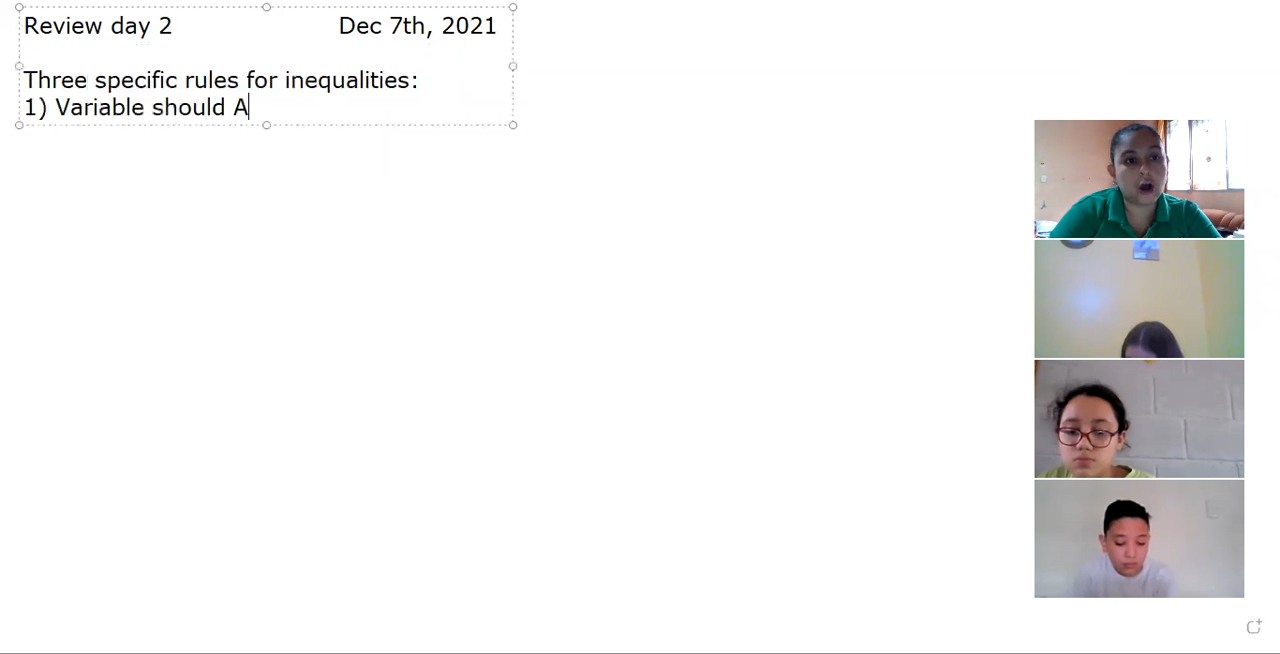 Review day 2 Dec 7th, 2021
Three specific rules for inequalities:
1) Variable should A